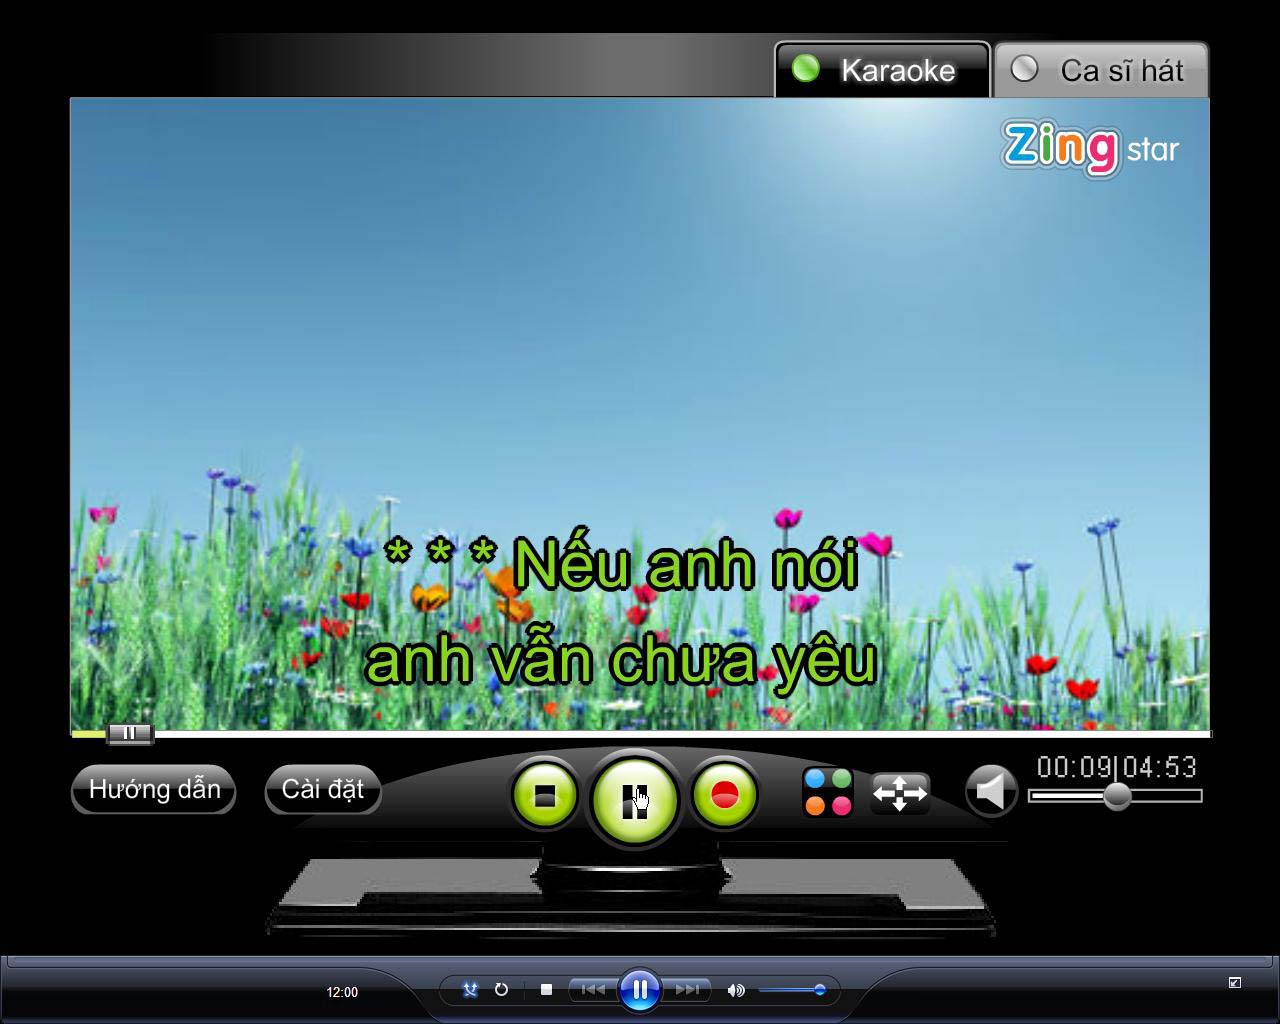 Karaoke
Ca sĩ hát
Zing star
* * * Nếu anh nói
anh vẫn chưa yêu
Hướng dẫn
Cài đặt
00:09|04:53
12:00